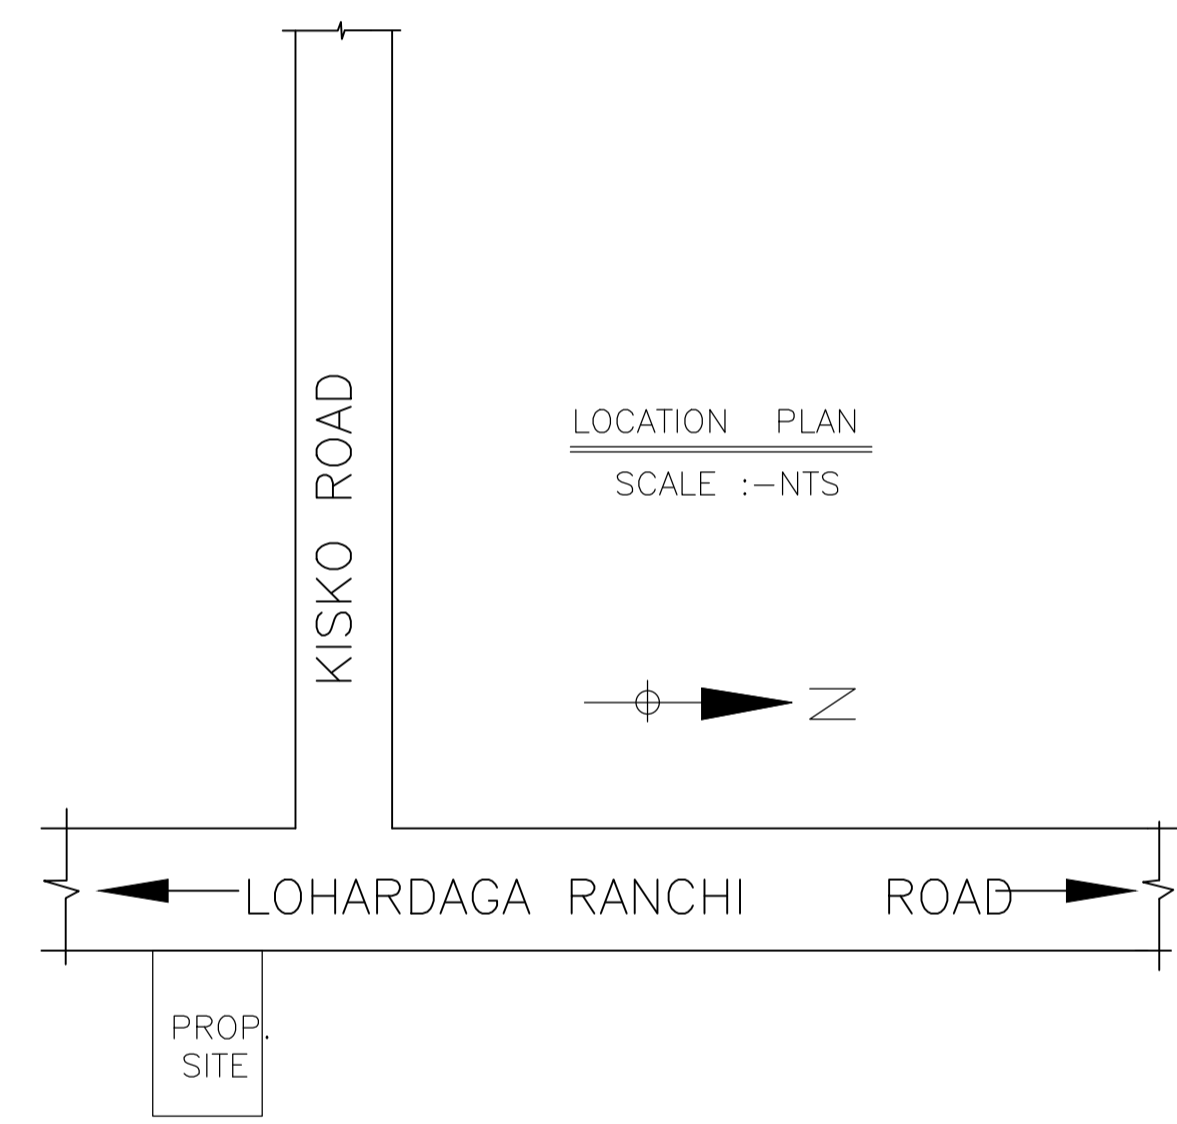 KISKO ROAD
LOCATION PLAN
SCALE :-NTS
N
LOHARDAGA RANCHI ROAD
PROP.
SITE